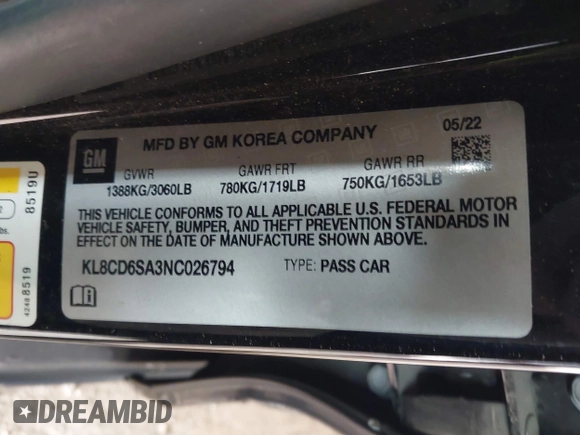 MFD BY GM KOREA COMPANY
05/22
GM
GVWR GAWR FRT GAWR RR
1388KG/3060LB 780KG/1719LB 750KG/1653LB
THIS VEHICLE CONFORMS TO ALL APPLICABLE U.S. FEDERAL MOTOR
VEHICLE SAFETY, BUMPER, AND THEFT PREVENTION STANDARDS IN
EFFECT ON THE DATE OF MANUFACTURE SHOWN ABOVE.
KL8CD6SA3NC026794 TYPE: PASS CAR
8519U
4248 8519
DREAMBID